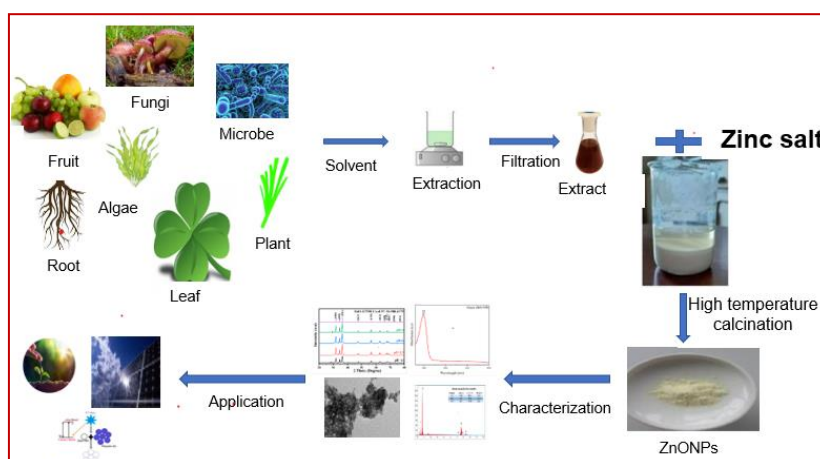 Fungi
Microbe
Fruit
Algae
Root
Leaf
Plant
Solvent
Extraction
Filtration
Extract
Zinc salt
High temperature
calcination
ZnONPs
Characterization
Application